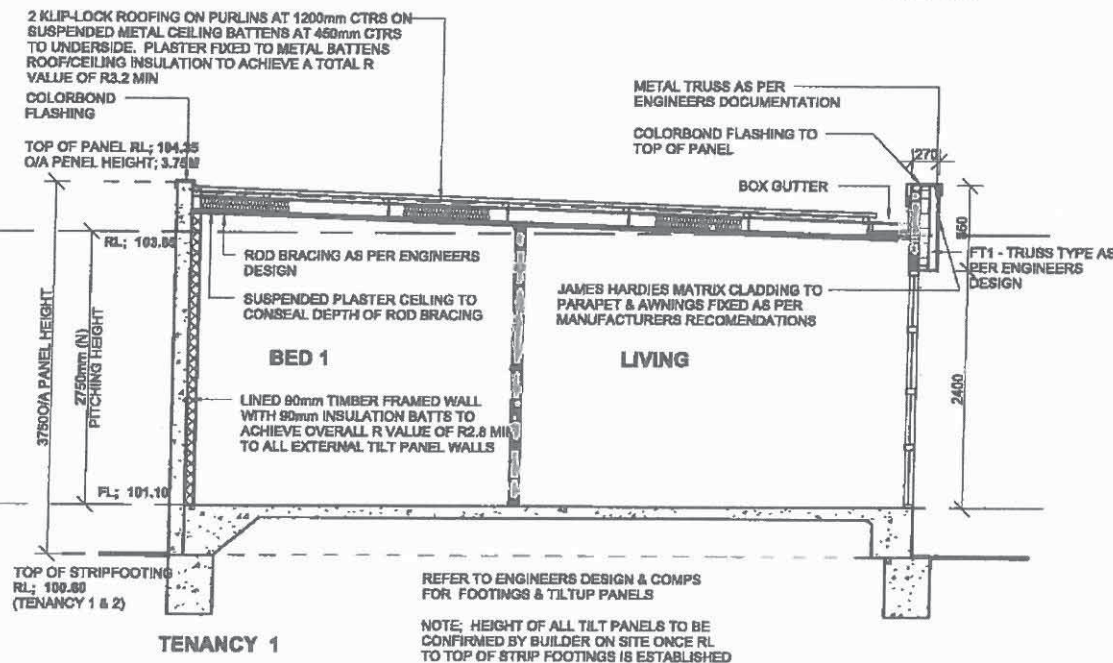 2 KLIP-LOCK ROOFING ON PURLINS AT 1200mm CTRS ON
SUSPENDED METAL CEILING BATTENS AT 450mm CTRS
TO UNDERSIDE. PLASTER FIXED TO METAL BATTENS
ROOF/CEILING INSULATION TO ACHIEVE A TOTAL R
VALUE OF R3.2 MIN
COLORBOND
FLASHING
TOP OF PANEL RL; 104.35
O/A PENEL HEIGHT; 3.75M
METAL TRUSS AS PER
ENGINEERS DOCUMENTATION
COLORBOND FLASHING TO
TOP OF PANEL
270
BOX GUTTER
RL; 103.85
ROD BRACING AS PER ENGINEERS
DESIGN
SUSPENDED PLASTER CEILING TO
CONSEAL DEPTH OF ROD BRACING
FT1 - TRUSS TYPE AS
PER ENGINEERS
DESIGN
JAMES HARDIES MATRIX CLADDING TO
PARAPET & AWNINGS FIXED AS PER
MANUFACTURERS RECOMENDATIONS
BED 1
LIVING
3750O/A PANEL HEIGHT
2750mm (N)
PITCHING HEIGHT
2400
LINED 90mm TIMBER FRAMED WALL
WITH 90mm INSULATION BATTS TO
ACHIEVE OVERALL R VALUE OF R2.8 MIN
TO ALL EXTERNAL TILT PANEL WALLS
FL; 101.10
TOP OF STRIPFOOTING
RL; 100.60
(TENANCY 1 & 2)
REFER TO ENGINEERS DESIGN & COMPS
FOR FOOTINGS & TILTUP PANELS
NOTE; HEIGHT OF ALL TILT PANELS TO BE
CONFIRMED BY BUILDER ON SITE ONCE RL
TO TOP OF STRIP FOOTINGS IS ESTABLISHED
TENANCY 1